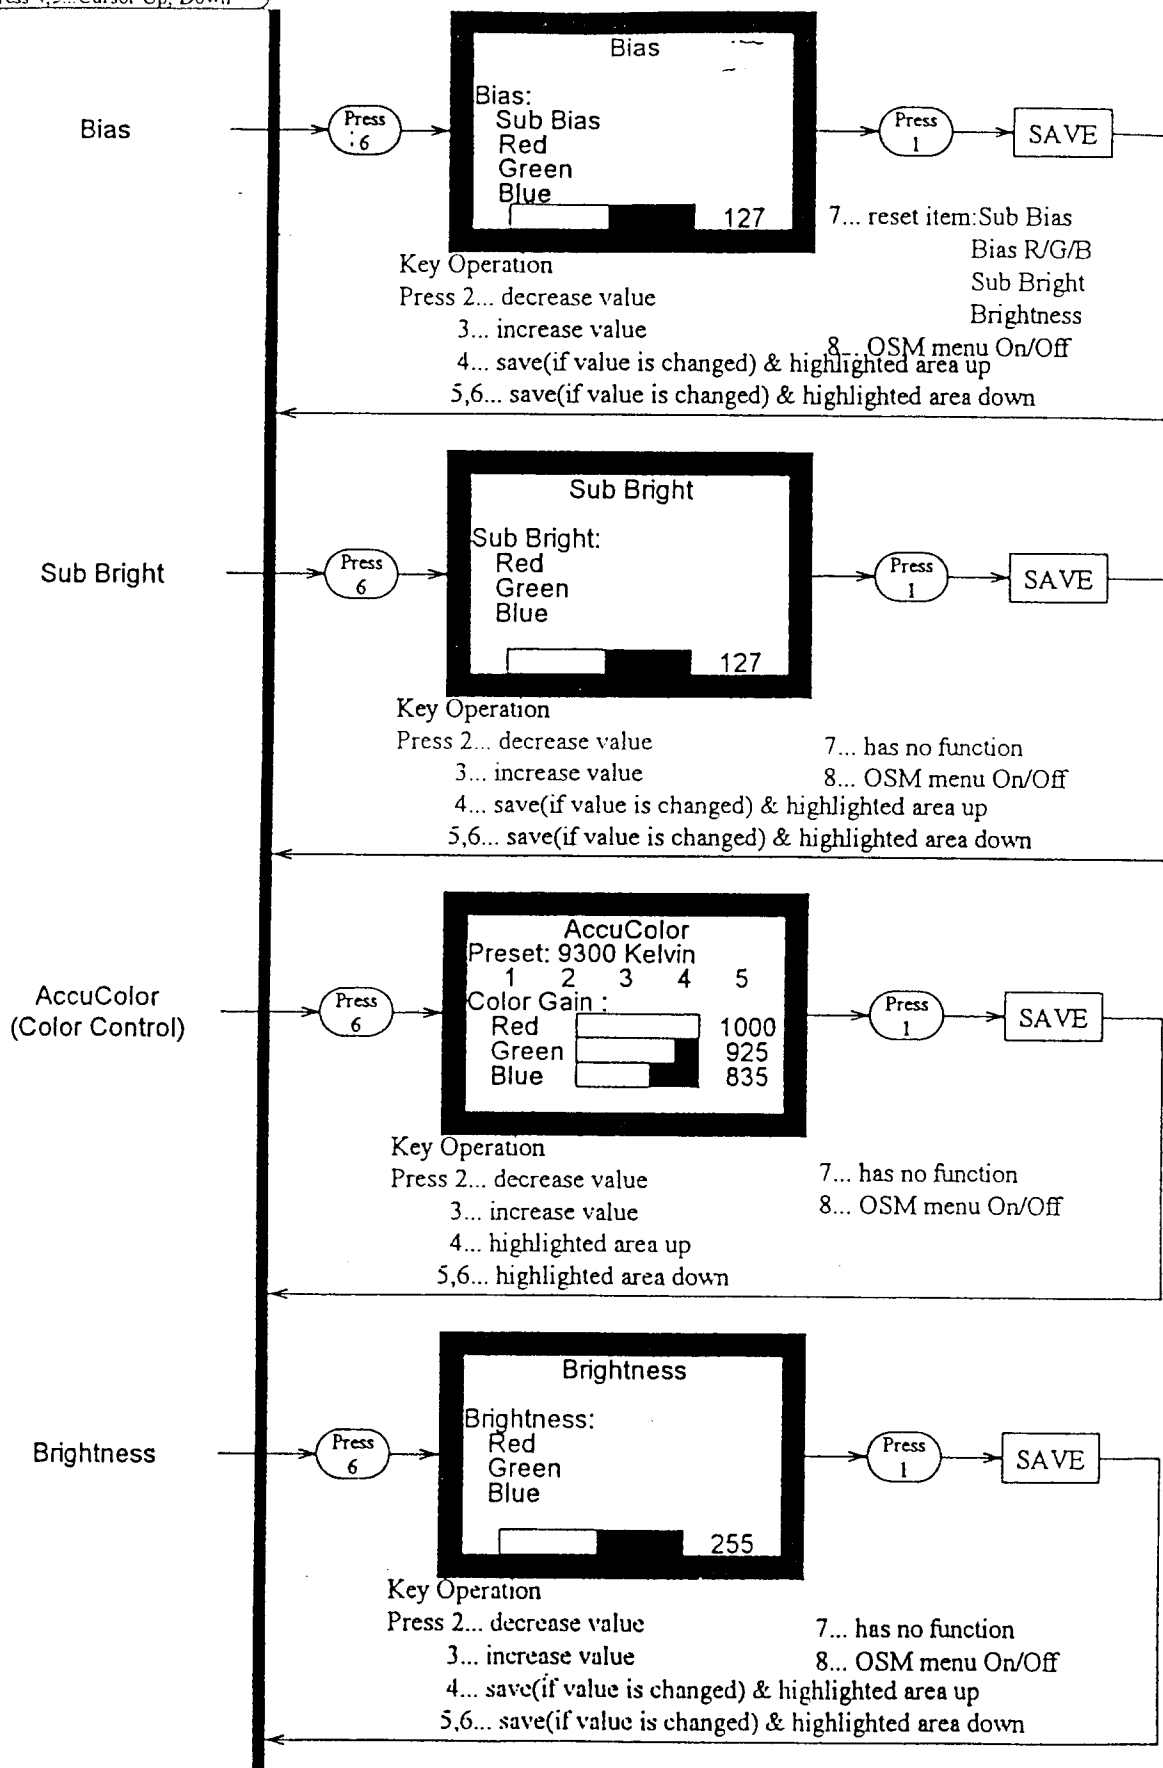 Press 4,5...Cursor Up, Down
Bias
Press
:6
Bias
Bias:
Sub Bias
Red
Green
Blue
127
Press
1
SAVE
7... reset item:Sub Bias
Bias R/G/B
Sub Bright
Brightness
8... OSM menu On/Off
Key Operation
Press 2... decrease value
3... increase value
4... save(if value is changed) & highlighted area up
5,6... save(if value is changed) & highlighted area down
Sub Bright
Press
6
Sub Bright
Sub Bright:
Red
Green
Blue
127
Press
1
SAVE
Key Operation
Press 2... decrease value
3... increase value
4... save(if value is changed) & highlighted area up
5,6... save(if value is changed) & highlighted area down
7... has no function
8... OSM menu On/Off
AccuColor
(Color Control)
Press
6
AccuColor
Preset: 9300 Kelvin
1 2 3 4 5
Color Gain :
Red 1000
Green 925
Blue 835
Press
1
SAVE
Key Operation
Press 2... decrease value
3... increase value
4... highlighted area up
5,6... highlighted area down
7... has no function
8... OSM menu On/Off
Brightness
Press
6
Brightness
Brightness:
Red
Green
Blue
255
Press
1
SAVE
Key Operation
Press 2... decrease value
3... increase value
4... save(if value is changed) & highlighted area up
5,6... save(if value is changed) & highlighted area down
7... has no function
8... OSM menu On/Off